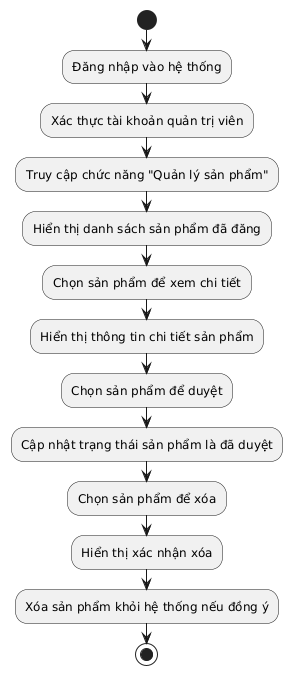 Đăng nhập vào hệ thống
Xác thực tài khoản quản trị viên
Truy cập chức năng "Quản lý sản phẩm"
Hiển thị danh sách sản phẩm đã đăng
Chọn sản phẩm để xem chi tiết
Hiển thị thông tin chi tiết sản phẩm
Chọn sản phẩm để duyệt
Cập nhật trạng thái sản phẩm là đã duyệt
Chọn sản phẩm để xóa
Hiển thị xác nhận xóa
Xóa sản phẩm khỏi hệ thống nếu đồng ý